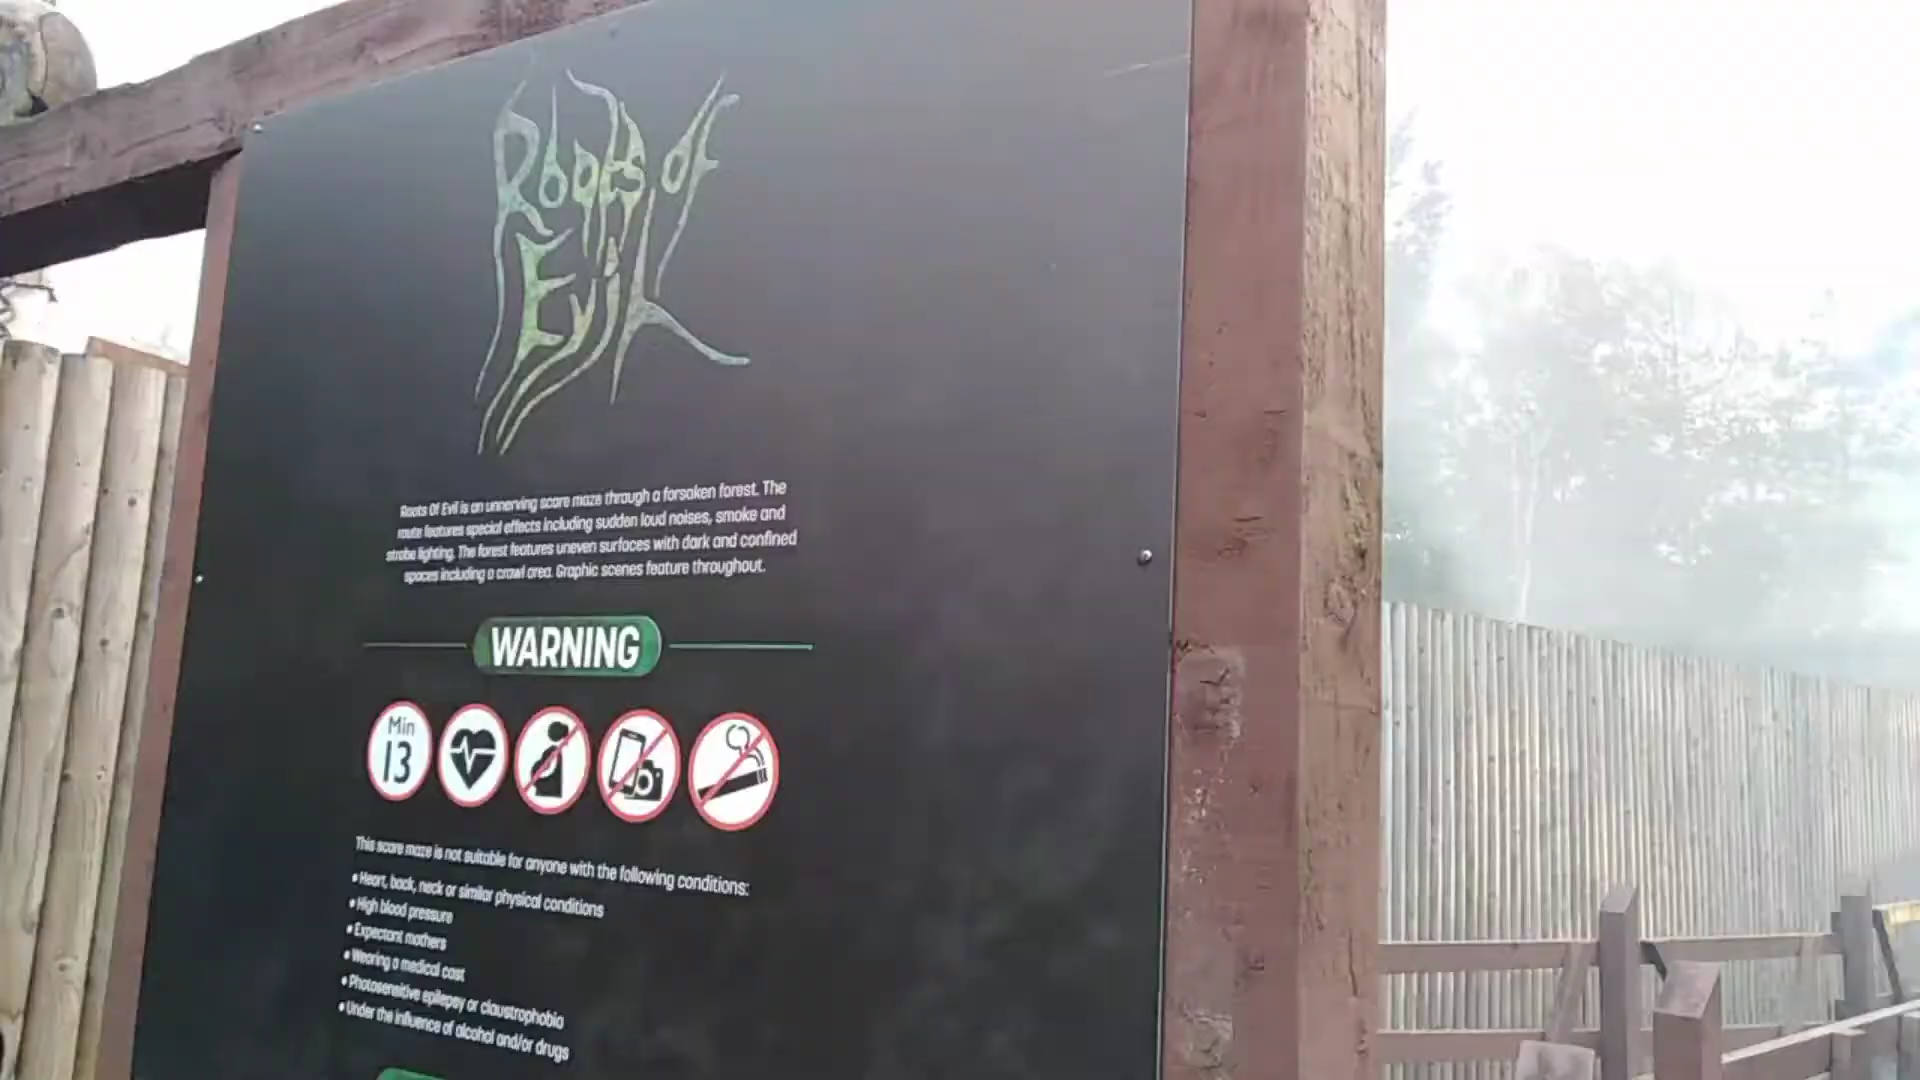 Roots of
Evil
Roots Of Evil is an unnerving scare maze through a forsaken forest. The
route features special effects including sudden loud noises, smoke and
strobe lighting. The forest features uneven surfaces with dark and confined
spaces including a crawl area. Graphic scenes feature throughout.
WARNING
Min
13
This scare maze is not suitable for anyone with the following conditions:
• Heart, back, neck or similar physical conditions
• High blood pressure
• Expectant mothers
• Wearing a medical cast
• Photosensitive epilepsy or claustrophobia
• Under the influence of alcohol and/or drugs